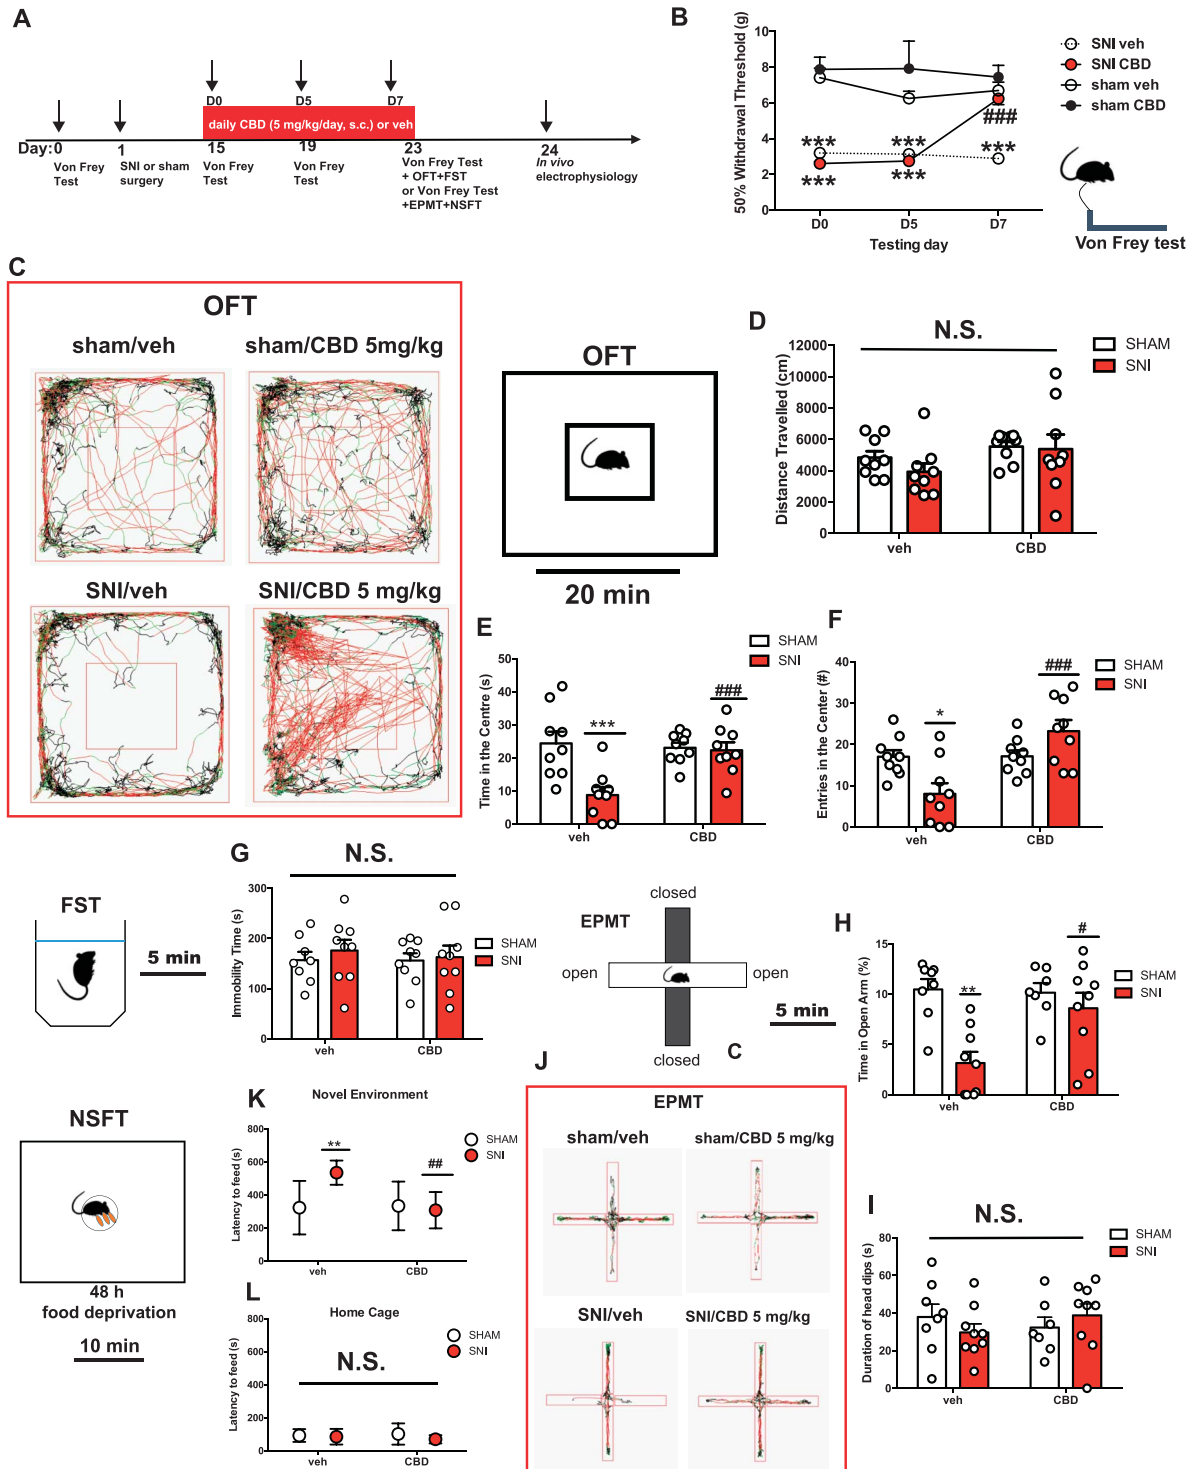 A
D0
D5
D7
daily CBD (5 mg/kg/day, s.c.) or veh
Day:0
1
15
19
23
24
Von Frey
Test
SNI or sham
surgery
Von Frey
Test
Von Frey
Test
Von Frey Test
+ OFT+FST
or Von Frey Test
+EPMT+NSFT
In vivo
electrophysiology
B
50% Withdrawal Threshold (g)
10
8
6
4
2
0
***
***
***
***
###
***
D0
D5
D7
Testing day
SNI veh
SNI CBD
sham veh
sham CBD
Von Frey test
C
OFT
sham/veh
sham/CBD 5mg/kg
SNI/veh
SNI/CBD 5 mg/kg
OFT
20 min
D
N.S.
SHAM
SNI
Distance Travelled (cm)
12000
10000
8000
6000
4000
2000
0
veh
CBD
E
SHAM
SNI
Time in the Centre (s)
50
40
30
20
10
0
***
###
veh
CBD
F
SHAM
SNI
Entries in the Center (#)
40
30
20
10
0
*
###
veh
CBD
FST
5 min
G
N.S.
SHAM
SNI
Immobility Time (s)
300
200
100
0
veh
CBD
EPMT
closed
open
open
closed
5 min
C
H
SHAM
SNI
Time in Open Arm (%)
15
10
5
0
**
#
veh
CBD
NSFT
48 h
food deprivation
10 min
K
Novel Environment
SHAM
SNI
Latency to feed (s)
800
600
400
200
0
**
##
veh
CBD
L
Home Cage
SHAM
SNI
N.S.
Latency to feed (s)
800
600
400
200
0
veh
CBD
J
EPMT
sham/veh
sham/CBD 5 mg/kg
SNI/veh
SNI/CBD 5 mg/kg
I
N.S.
SHAM
SNI
Duration of head dips (s)
80
60
40
20
0
veh
CBD